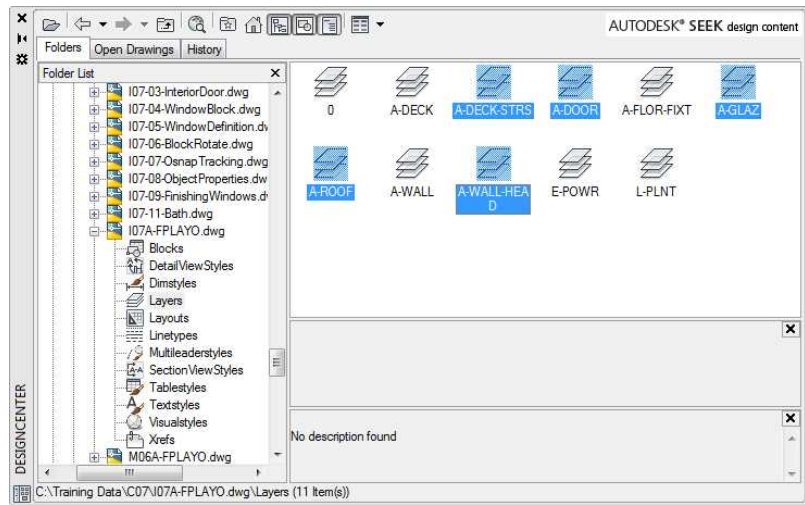 AUTODESK® SEEK design content
Folders Open Drawings History
Folder List
I07-03-InteriorDoor.dwg
I07-04-WindowBlock.dwg
I07-05-WindowDefinition.dw
I07-06-BlockRotate.dwg
I07-07-OsnapTracking.dwg
I07-08-ObjectProperties.dw
I07-09-FinishingWindows.d
I07-11-Bath.dwg
I07A-FPLAYO.dwg
Blocks
DetailViewStyles
Dimstyles
Layers
Layouts
Linetypes
Multileaderstyles
SectionViewStyles
Tablestyles
Textstyles
Visualstyles
Xrefs
M06A-FPLAYO.dwg
0 A-DECK A-DECK-STRS A-DOOR A-FLOR-FIXT A-GLAZ
A-ROOF A-WALL A-WALL-HEA
D E-POWR L-PLNT
No description found
DESIGNCENTER
C:\Training Data\C07\I07A-FPLAYO.dwg\Layers (11 Item(s))